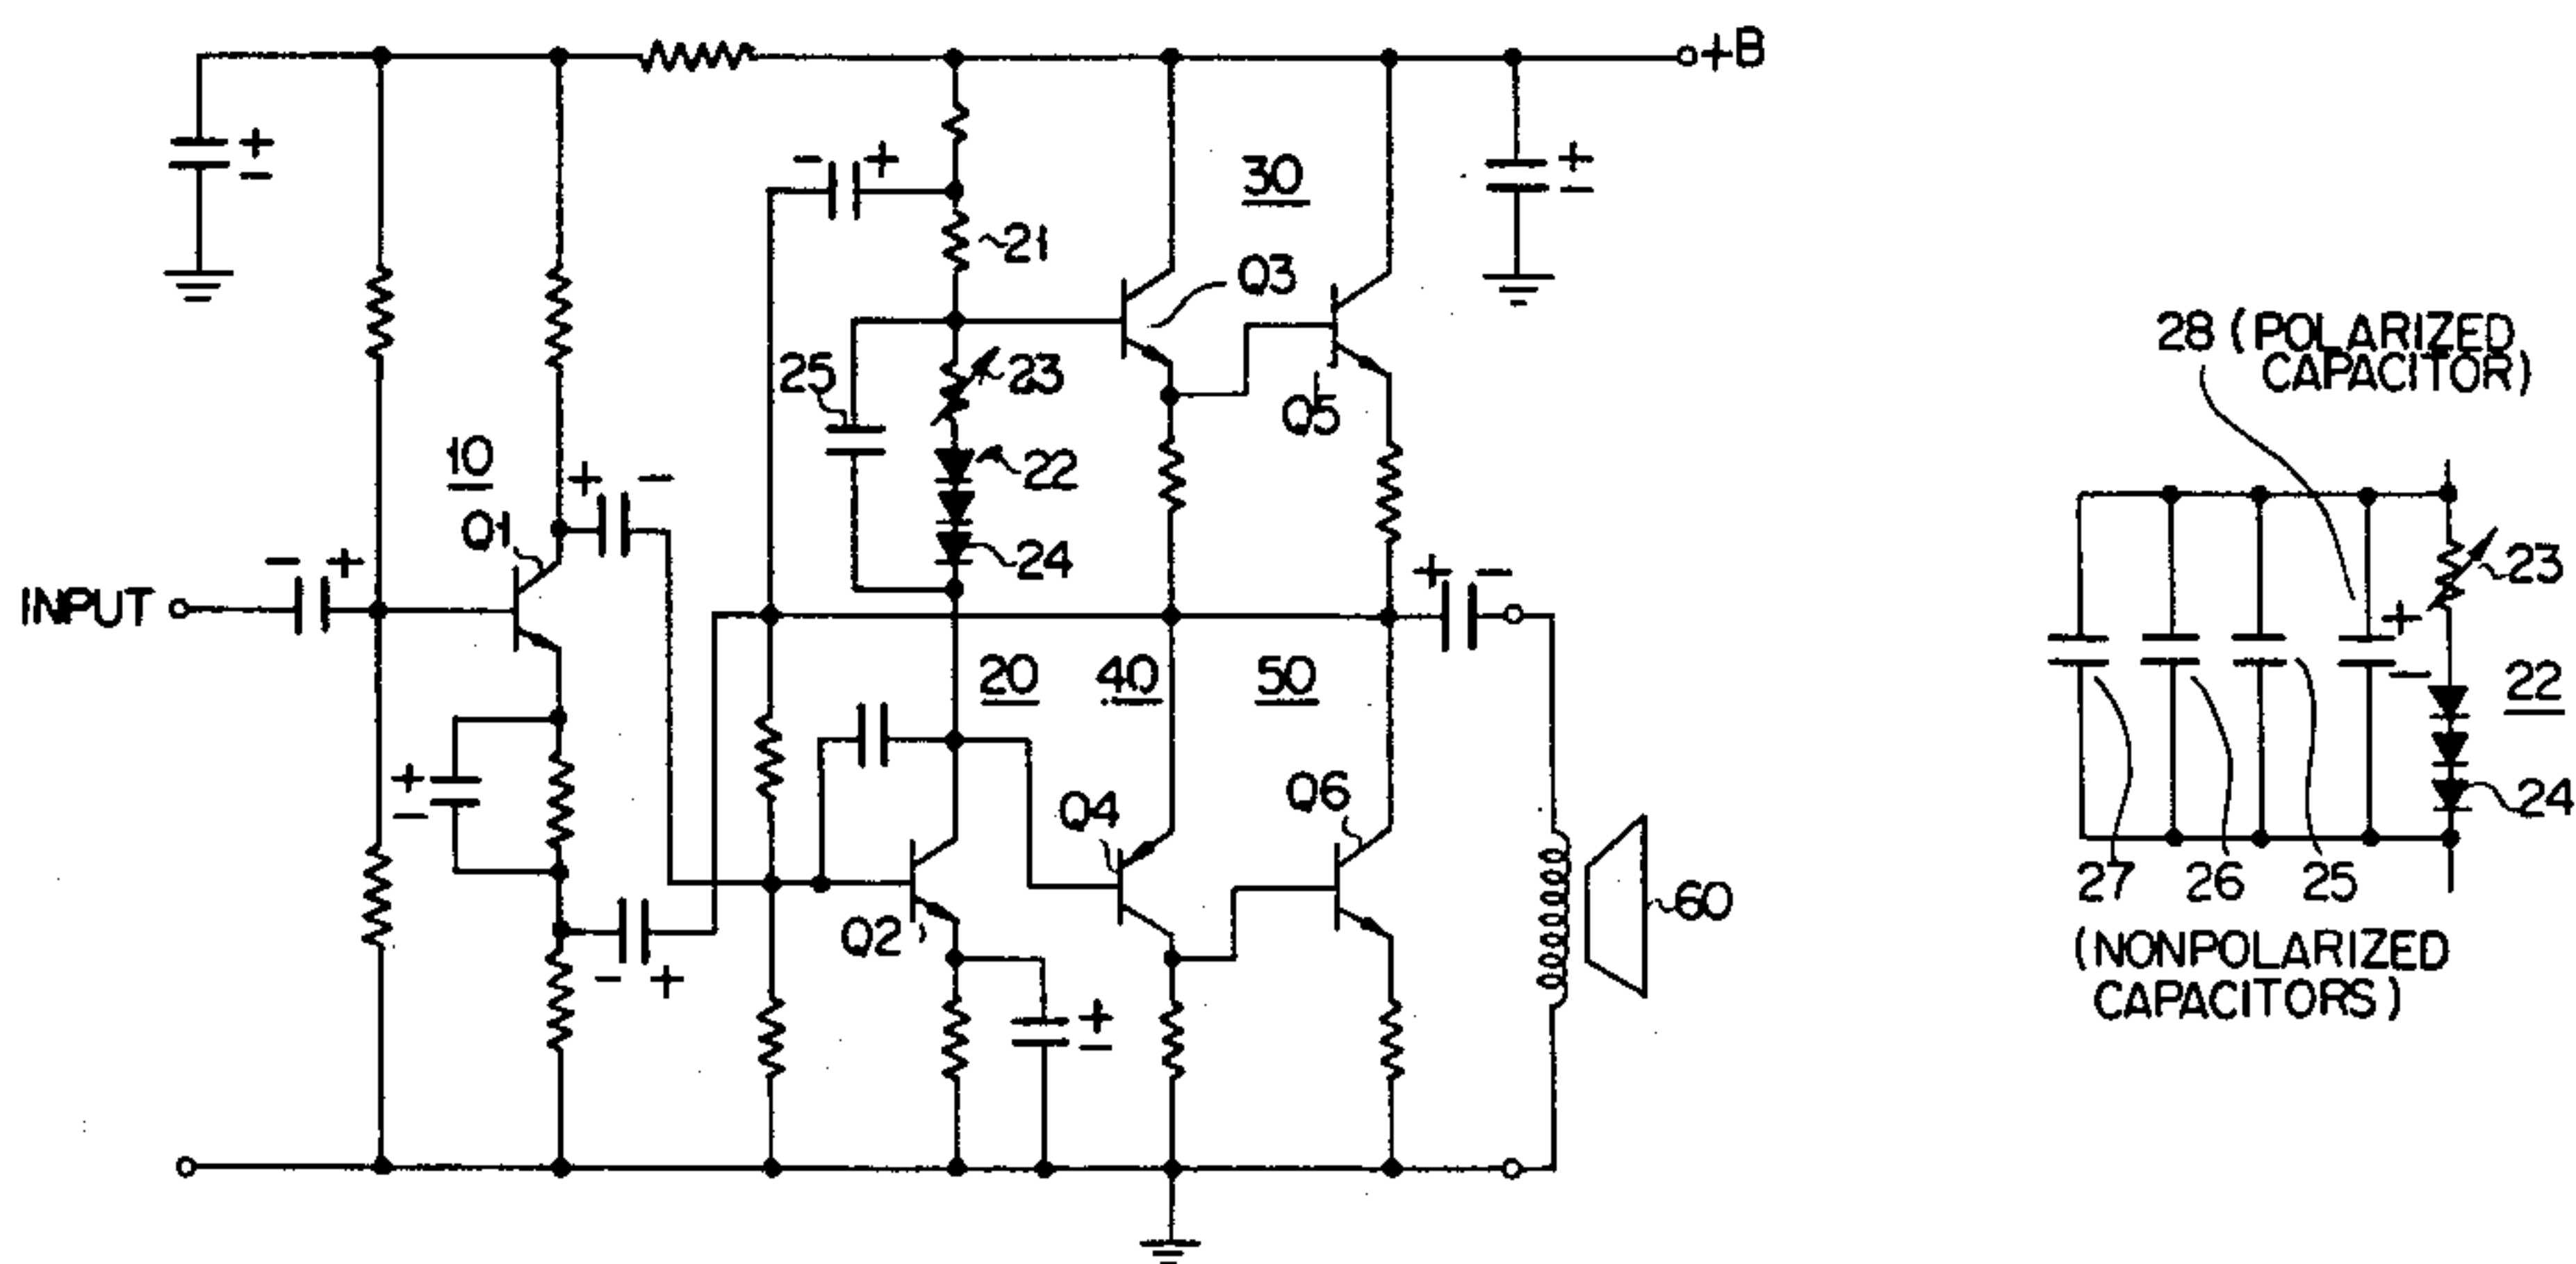 +B
+
-
- +
30
+
-
21
Q3
25
23
Q5
22
10
+ -
Q1
24
- +
INPUT
+ -
20
40
50
+
-
Q4
Q6
60
Q2
- +
+
-
28 (POLARIZED
CAPACITOR)
23
+
-
22
24
27 26 25
(NONPOLARIZED
CAPACITORS)